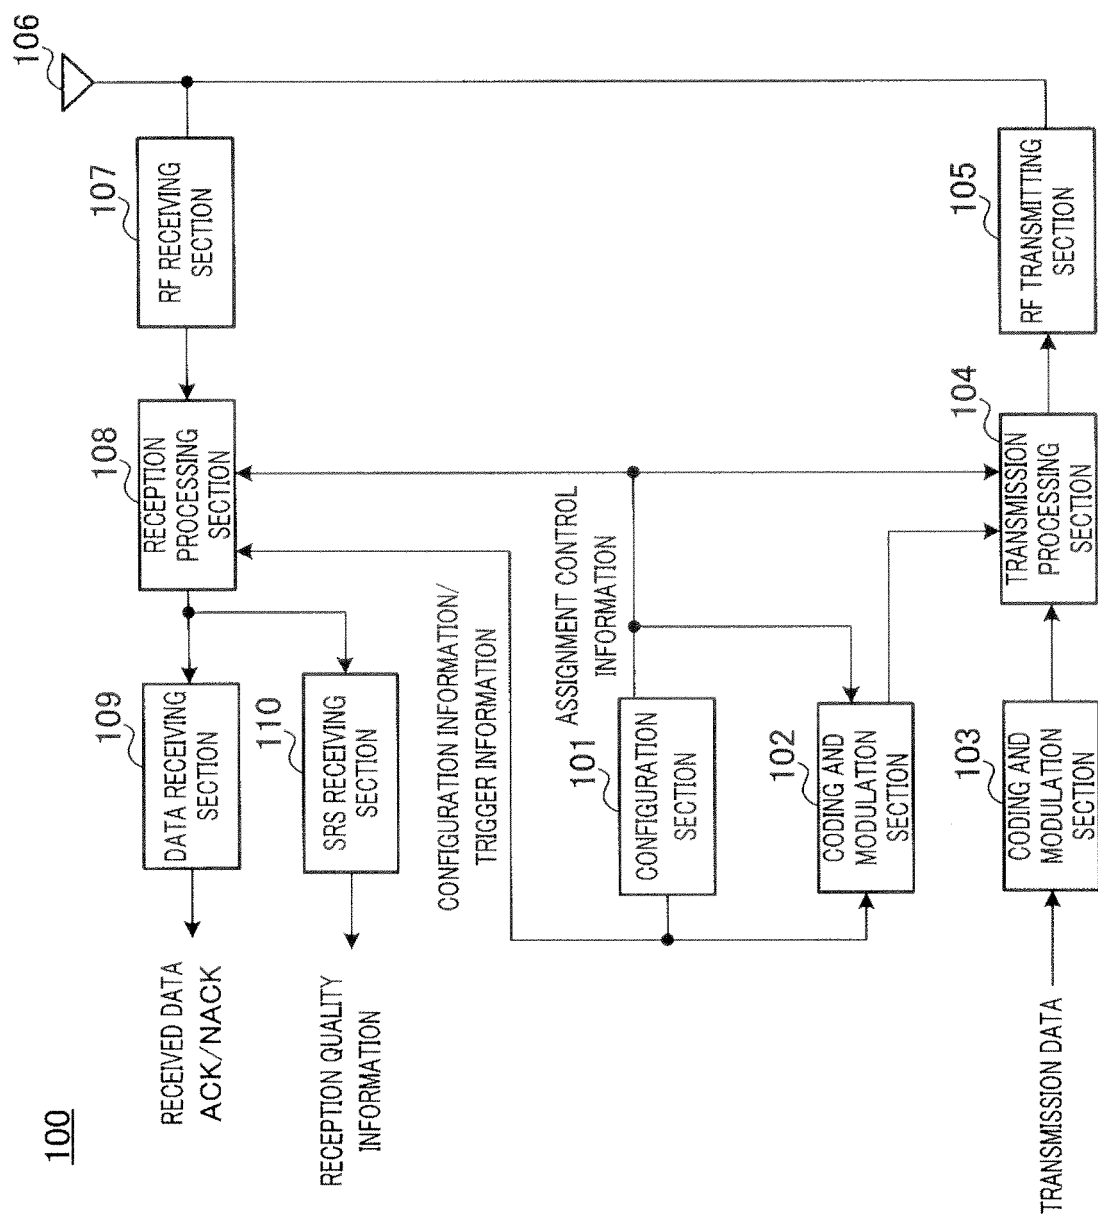 100
106
107
RF RECEIVING
SECTION
108
RECEPTION
PROCESSING
SECTION
109
DATA RECEIVING
SECTION
RECEIVED DATA
ACK/NACK
110
SRS RECEIVING
SECTION
RECEPTION QUALITY
INFORMATION
CONFIGURATION INFORMATION/
TRIGGER INFORMATION
ASSIGNMENT CONTROL
INFORMATION
101
CONFIGURATION
SECTION
102
CODING AND
MODULATION
SECTION
103
CODING AND
MODULATION
SECTION
TRANSMISSION DATA
104
TRANSMISSION
PROCESSING
SECTION
105
RF TRANSMITTING
SECTION